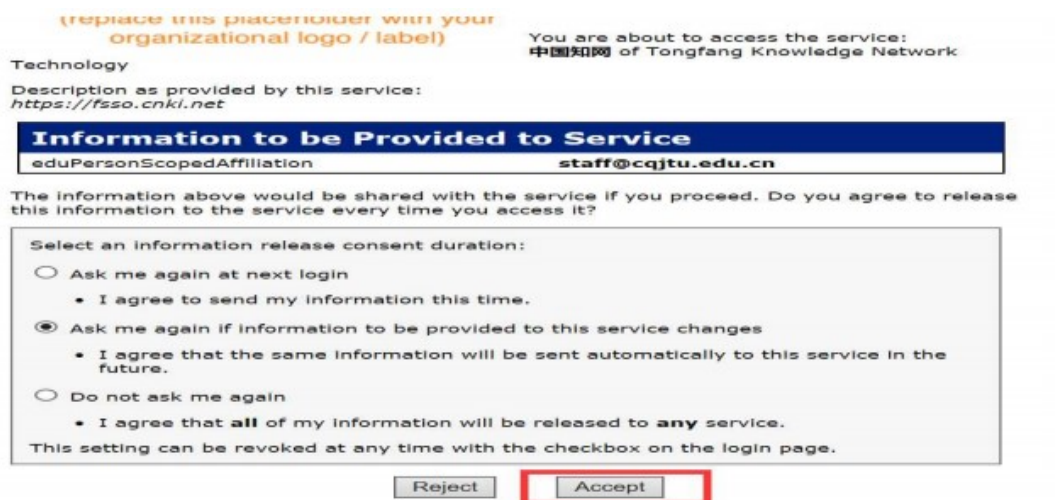 (replace this placeholder with your
organizational logo / label)
You are about to access the service:
中国知网 of Tongfang Knowledge Network
Technology
Description as provided by this service:
https://fsso.cnki.net
Information to be Provided to Service
eduPersonScopedAffiliation staff@cqjtu.edu.cn
The information above would be shared with the service if you proceed. Do you agree to release
this information to the service every time you access it?
Select an information release consent duration:
Ask me again at next login
• I agree to send my information this time.
Ask me again if information to be provided to this service changes
• I agree that the same information will be sent automatically to this service in the
future.
Do not ask me again
• I agree that all of my information will be released to any service.
This setting can be revoked at any time with the checkbox on the login page.
Reject Accept